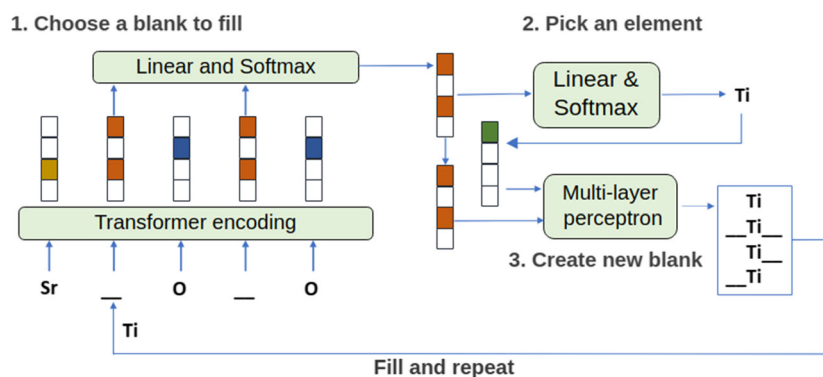 1. Choose a blank to fill
Linear and Softmax
Transformer encoding
Sr __ O __ O
Ti
2. Pick an element
Linear &
Softmax
Ti
Multi-layer
perceptron
3. Create new blank
Ti
__Ti__
Ti__
__Ti
Fill and repeat